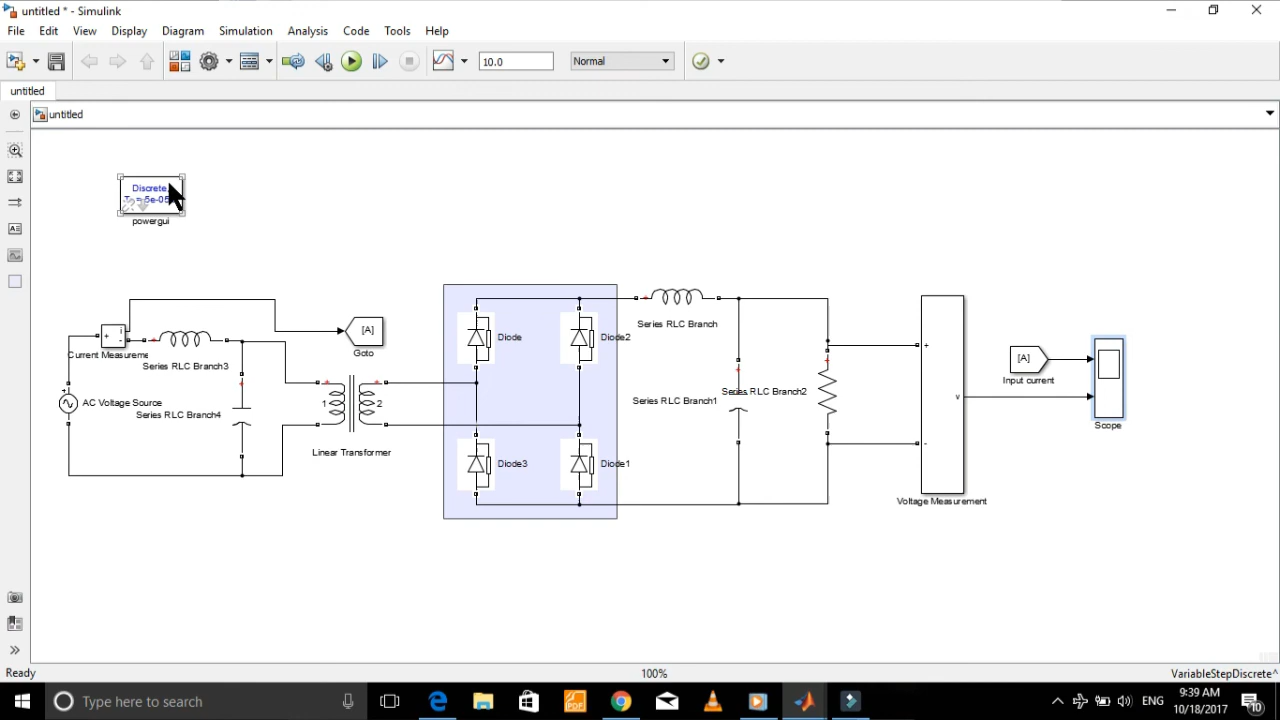 untitled * - Simulink
File Edit View Display Diagram Simulation Analysis Code Tools Help
10.0 Normal
untitled
untitled
Discrete,
= 5e-05
powergui
i
+
-
Current Measureme
Series RLC Branch3
[A]
Goto
AC Voltage Source
Series RLC Branch4
1 2
Linear Transformer
Diode
Diode2
Diode3
Diode1
Series RLC Branch
Series RLC Branch1
Series RLC Branch2
+
v
-
Voltage Measurement
[A]
Input current
Scope
Ready
100%
VariableStepDiscrete^
Type here to search
ENG
9:39 AM
10/18/2017
10